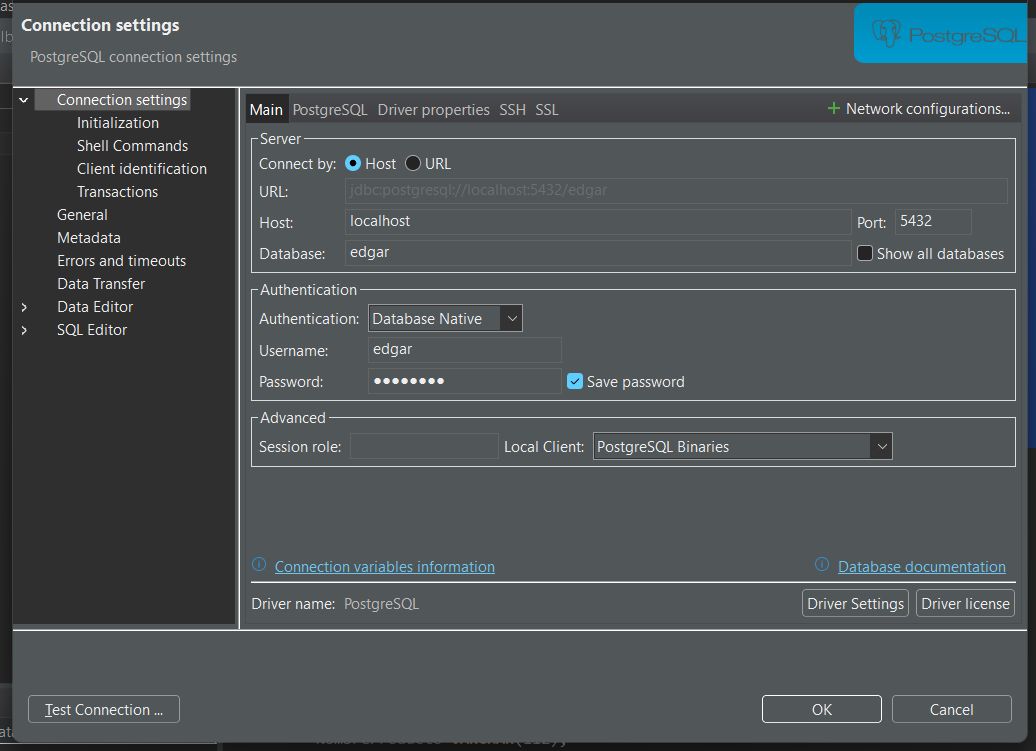 Connection settings
PostgreSQL
PostgreSQL connection settings
Connection settings
Initialization
Shell Commands
Client identification
Transactions
General
Metadata
Errors and timeouts
Data Transfer
Data Editor
SQL Editor
Main PostgreSQL Driver properties SSH SSL Network configurations...
Server
Connect by: Host URL
URL: jdbc:postgresql://localhost:5432/edgar
Host: localhost Port: 5432
Database: edgar Show all databases
Authentication
Authentication: Database Native
Username: edgar
Password: •••••••• Save password
Advanced
Session role: Local Client: PostgreSQL Binaries
Connection variables information Database documentation
Driver name: PostgreSQL Driver Settings Driver license
Test Connection ... OK Cancel